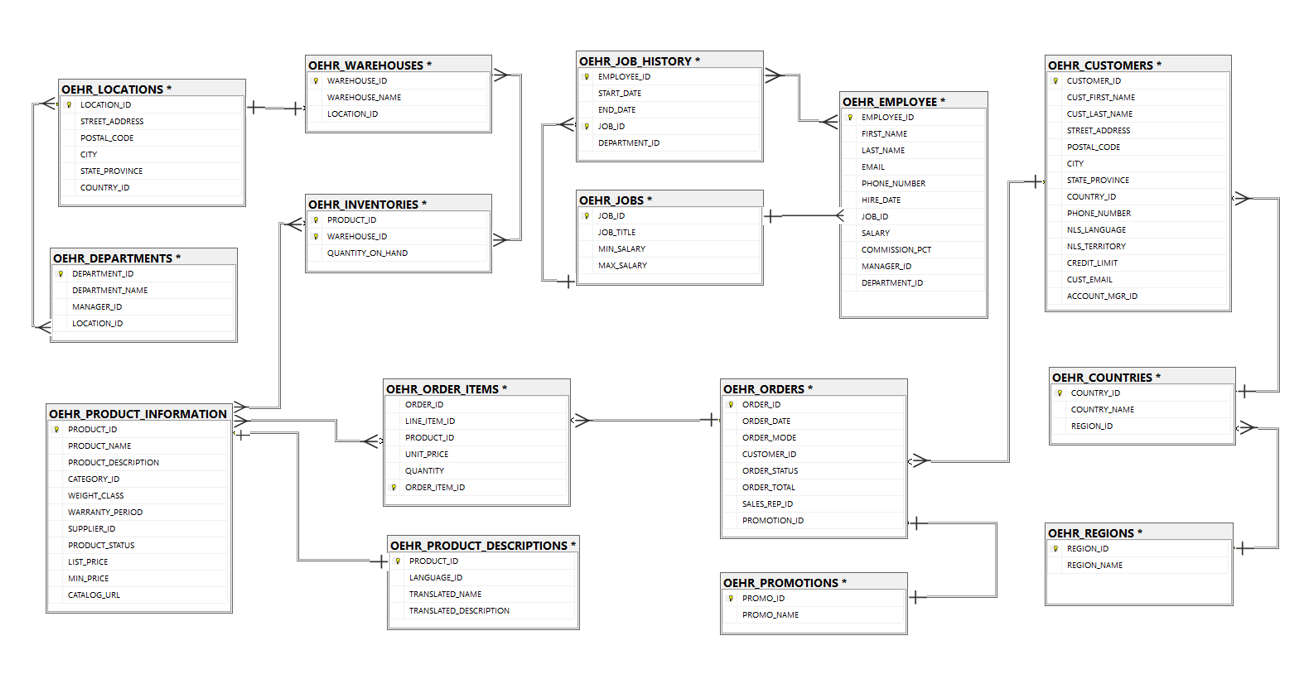 OEHR_LOCATIONS *
LOCATION_ID
STREET_ADDRESS
POSTAL_CODE
CITY
STATE_PROVINCE
COUNTRY_ID
OEHR_WAREHOUSES *
WAREHOUSE_ID
WAREHOUSE_NAME
LOCATION_ID
OEHR_JOB_HISTORY *
EMPLOYEE_ID
START_DATE
END_DATE
JOB_ID
DEPARTMENT_ID
OEHR_EMPLOYEE *
EMPLOYEE_ID
FIRST_NAME
LAST_NAME
EMAIL
PHONE_NUMBER
HIRE_DATE
JOB_ID
SALARY
COMMISSION_PCT
MANAGER_ID
DEPARTMENT_ID
OEHR_CUSTOMERS *
CUSTOMER_ID
CUST_FIRST_NAME
CUST_LAST_NAME
STREET_ADDRESS
POSTAL_CODE
CITY
STATE_PROVINCE
COUNTRY_ID
PHONE_NUMBER
NLS_LANGUAGE
NLS_TERRITORY
CREDIT_LIMIT
CUST_EMAIL
ACCOUNT_MGR_ID
OEHR_DEPARTMENTS *
DEPARTMENT_ID
DEPARTMENT_NAME
MANAGER_ID
LOCATION_ID
OEHR_INVENTORIES *
PRODUCT_ID
WAREHOUSE_ID
QUANTITY_ON_HAND
OEHR_JOBS *
JOB_ID
JOB_TITLE
MIN_SALARY
MAX_SALARY
OEHR_PRODUCT_INFORMATION
PRODUCT_ID
PRODUCT_NAME
PRODUCT_DESCRIPTION
CATEGORY_ID
WEIGHT_CLASS
WARRANTY_PERIOD
SUPPLIER_ID
PRODUCT_STATUS
LIST_PRICE
MIN_PRICE
CATALOG_URL
OEHR_ORDER_ITEMS *
ORDER_ID
LINE_ITEM_ID
PRODUCT_ID
UNIT_PRICE
QUANTITY
ORDER_ITEM_ID
OEHR_ORDERS *
ORDER_ID
ORDER_DATE
ORDER_MODE
CUSTOMER_ID
ORDER_STATUS
ORDER_TOTAL
SALES_REP_ID
PROMOTION_ID
OEHR_COUNTRIES *
COUNTRY_ID
COUNTRY_NAME
REGION_ID
OEHR_PRODUCT_DESCRIPTIONS *
PRODUCT_ID
LANGUAGE_ID
TRANSLATED_NAME
TRANSLATED_DESCRIPTION
OEHR_PROMOTIONS *
PROMO_ID
PROMO_NAME
OEHR_REGIONS *
REGION_ID
REGION_NAME